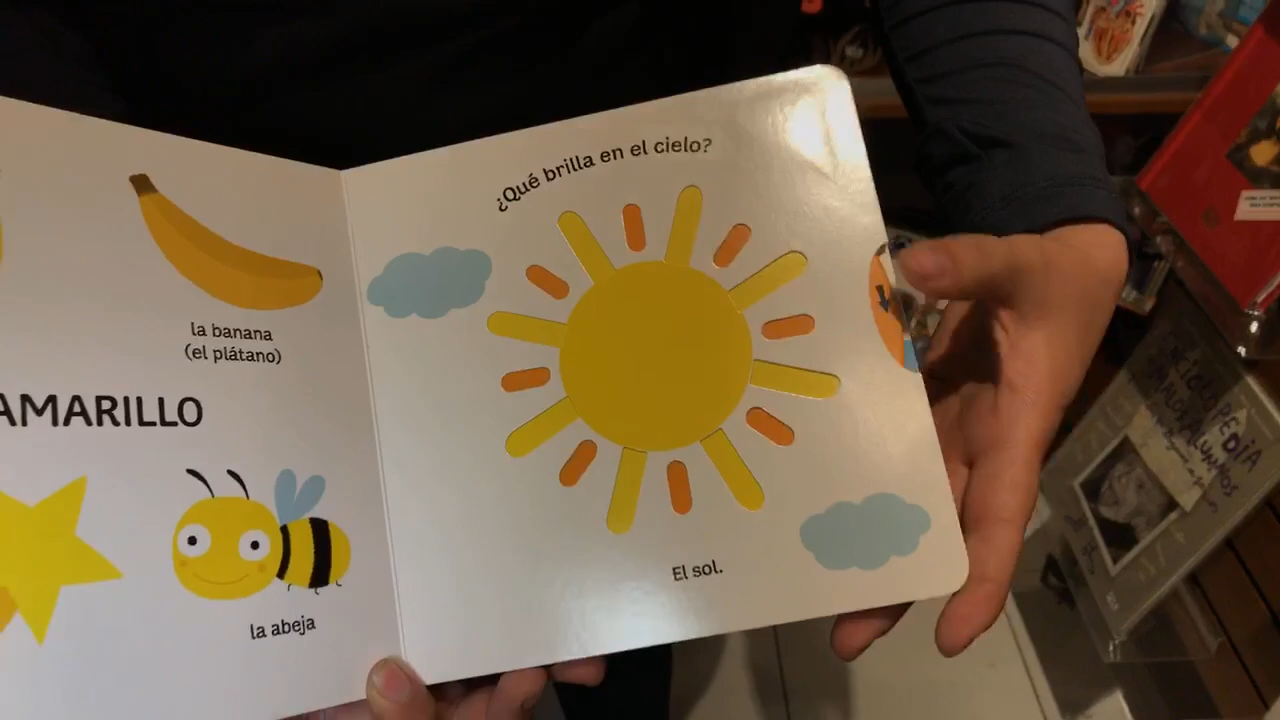 la banana
(el plátano)
AMARILLO
la abeja
¿Qué brilla en el cielo?
El sol.